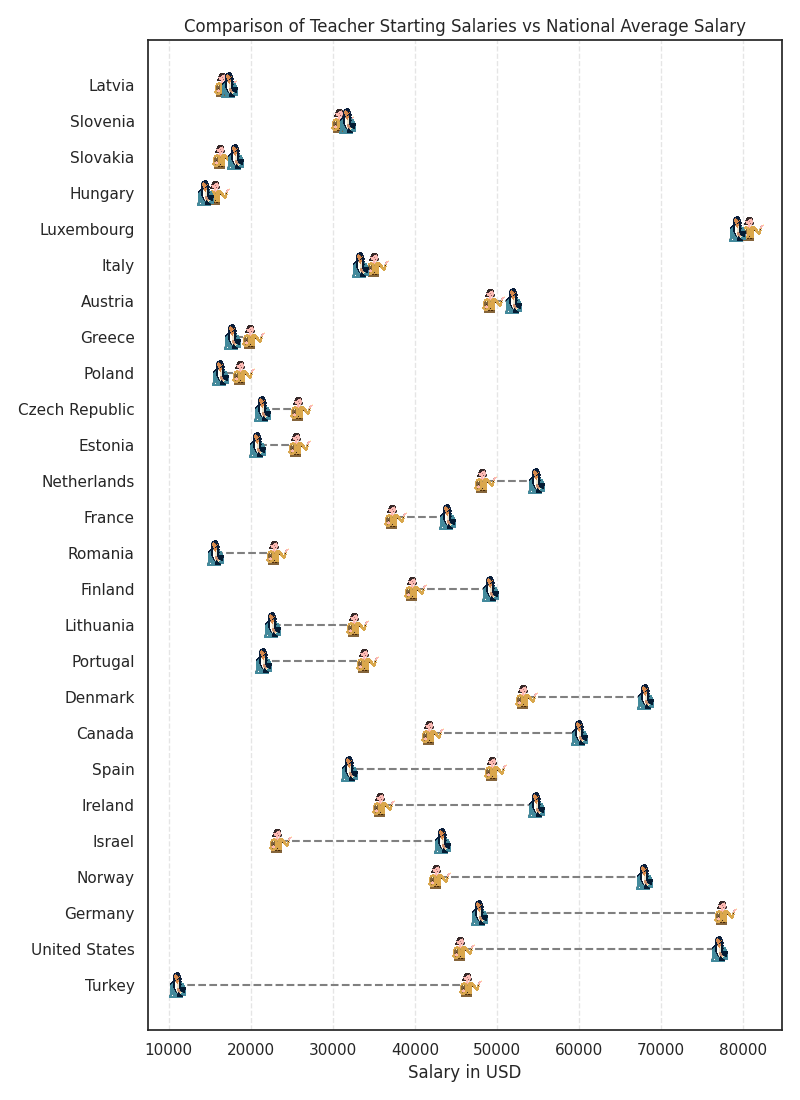 Comparison of Teacher Starting Salaries vs National Average Salary
Latvia
Slovenia
Slovakia
Hungary
Luxembourg
Italy
Austria
Greece
Poland
Czech Republic
Estonia
Netherlands
France
Romania
Finland
Lithuania
Portugal
Denmark
Canada
Spain
Ireland
Israel
Norway
Germany
United States
Turkey
10000 20000 30000 40000 50000 60000 70000 80000
Salary in USD